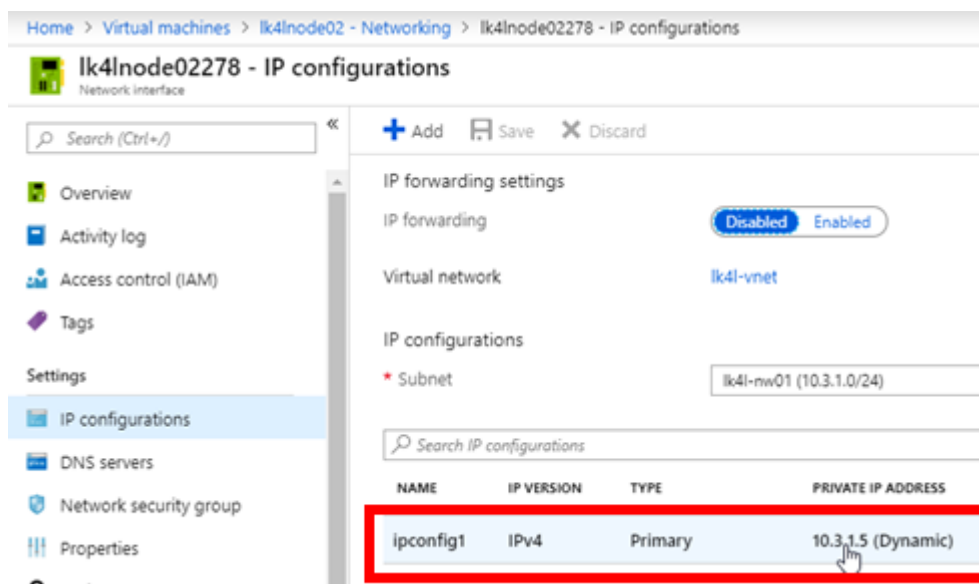 Home > Virtual machines > lk4lnode02 - Networking > lk4lnode02278 - IP configurations
lk4lnode02278 - IP configurations
Network interface
Search (Ctrl+/)
«
Overview
Activity log
Access control (IAM)
Tags
Settings
IP configurations
DNS servers
Network security group
Properties
Add Save Discard
IP forwarding settings
IP forwarding Disabled Enabled
Virtual network lk4l-vnet
IP configurations
* Subnet lk4l-nw01 (10.3.1.0/24)
Search IP configurations
NAME IP VERSION TYPE PRIVATE IP ADDRESS
ipconfig1 IPv4 Primary 10.3.1.5 (Dynamic)